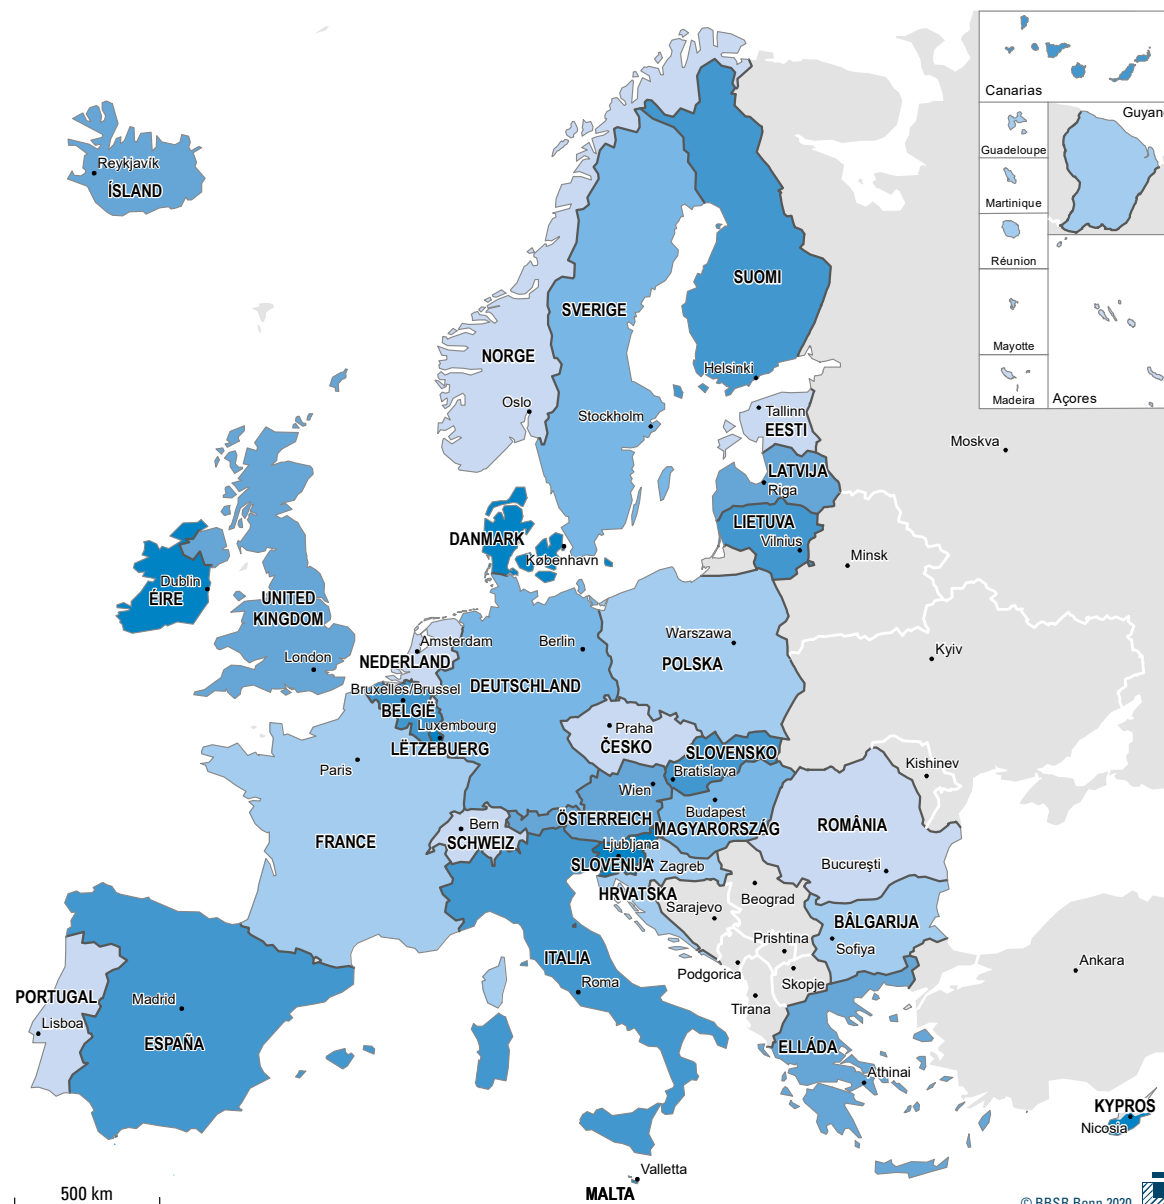 Canarias
Guyane
Guadeloupe
Martinique
Réunion
Mayotte
Madeira
Açores
Reykjavík
ÍSLAND
SUOMI
SVERIGE
NORGE
Helsinki
Oslo
Stockholm
Tallinn
EESTI
Moskva
LATVIJA
Riga
LIETUVA
Vilnius
DANMARK
København
Minsk
Dublin
ÉIRE
UNITED
KINGDOM
London
Amsterdam
NEDERLAND
Berlin
Warszawa
POLSKA
Kyiv
DEUTSCHLAND
Bruxelles/Brussel
BELGIË
Luxembourg
LËTZEBUERG
Praha
ČESKO
SLOVENSKO
Bratislava
Paris
Kishinev
Wien
Budapest
ÖSTERREICH
MAGYARORSZÁG
FRANCE
Bern
SCHWEIZ
ROMÂNIA
Ljubljana
SLOVENIJA
Zagreb
București
HRVATSKA
Sarajevo
Beograd
BÂLGARIJA
Sofiya
Prishtina
ITALIA
Podgorica
Skopje
Ankara
Roma
Tirana
PORTUGAL
Lisboa
Madrid
ESPAÑA
ELLÁDA
Athinai
KYPROS
Nicosia
Valletta
MALTA
500 km
© BBSR Bonn 2020